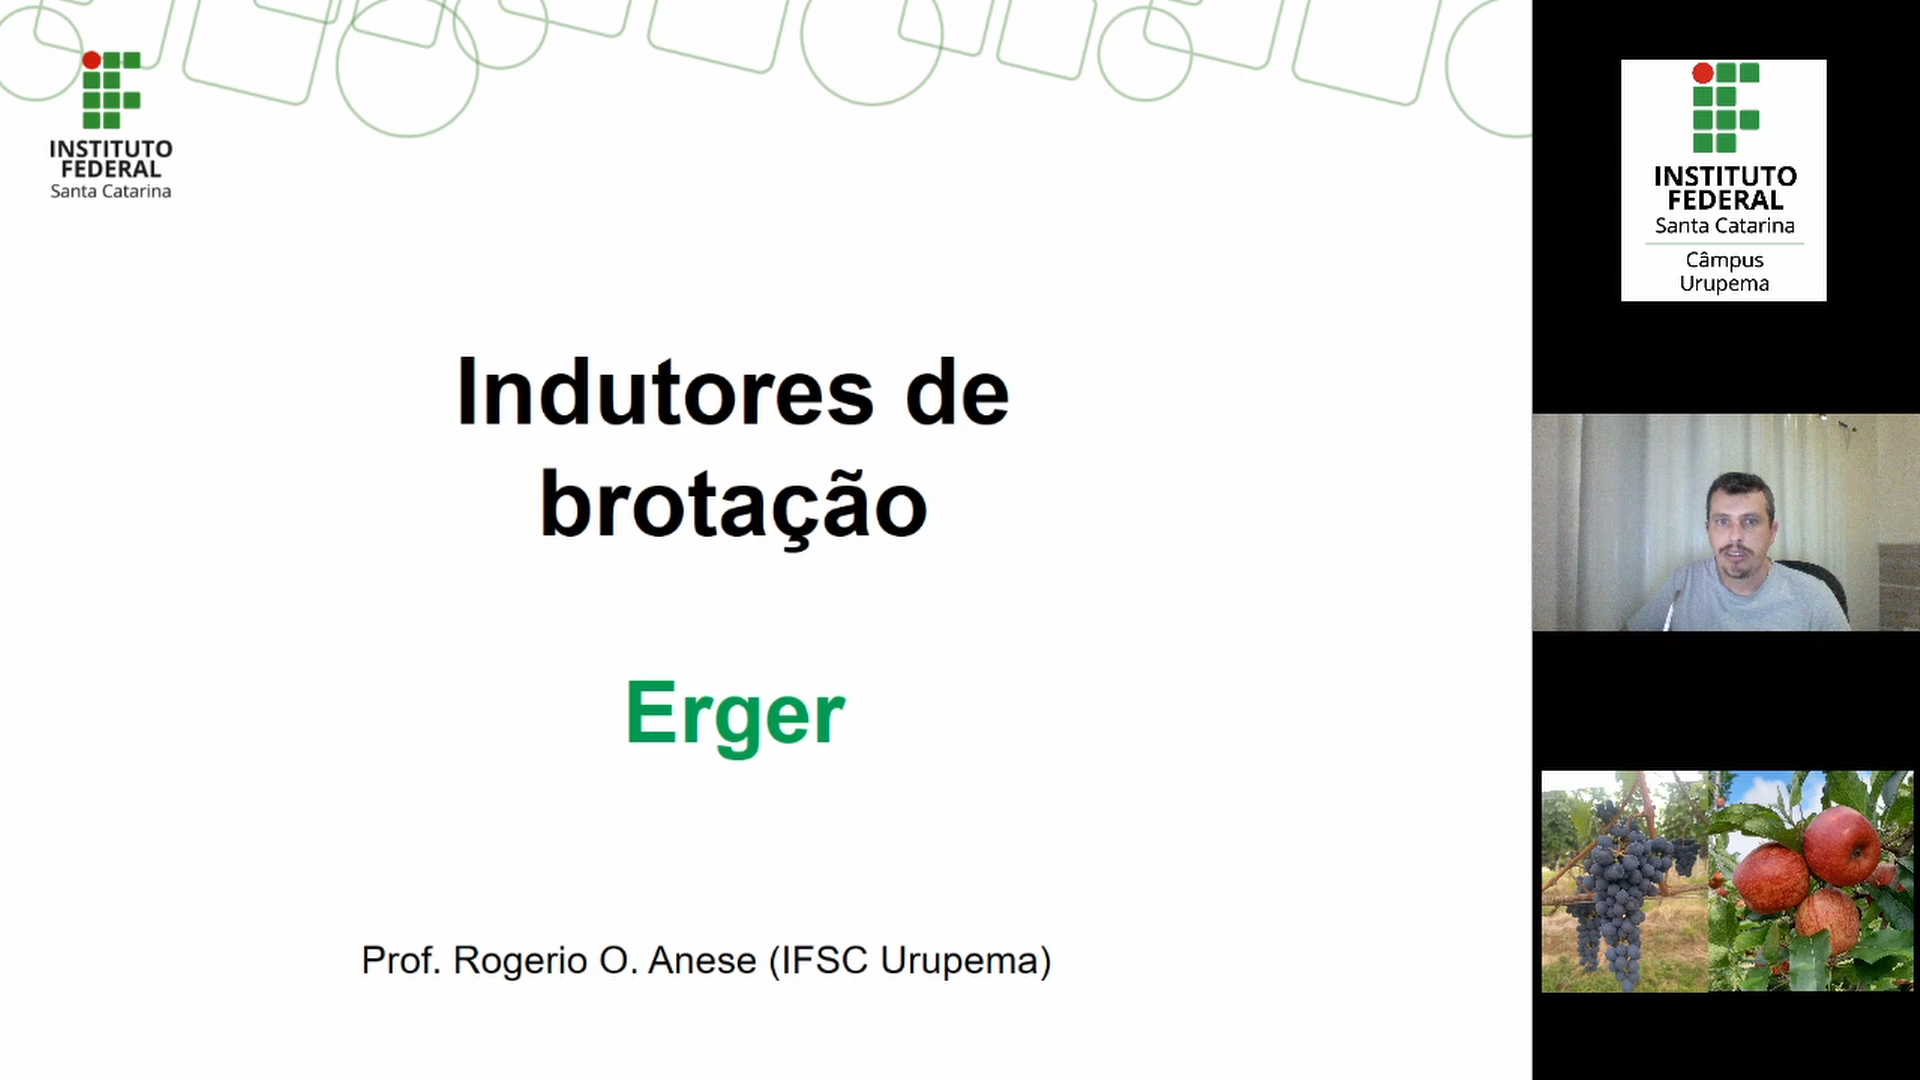 INSTITUTO
FEDERAL
Santa Catarina
Indutores de
brotação
Erger
Prof. Rogerio O. Anese (IFSC Urupema)
INSTITUTO
FEDERAL
Santa Catarina
Câmpus
Urupema